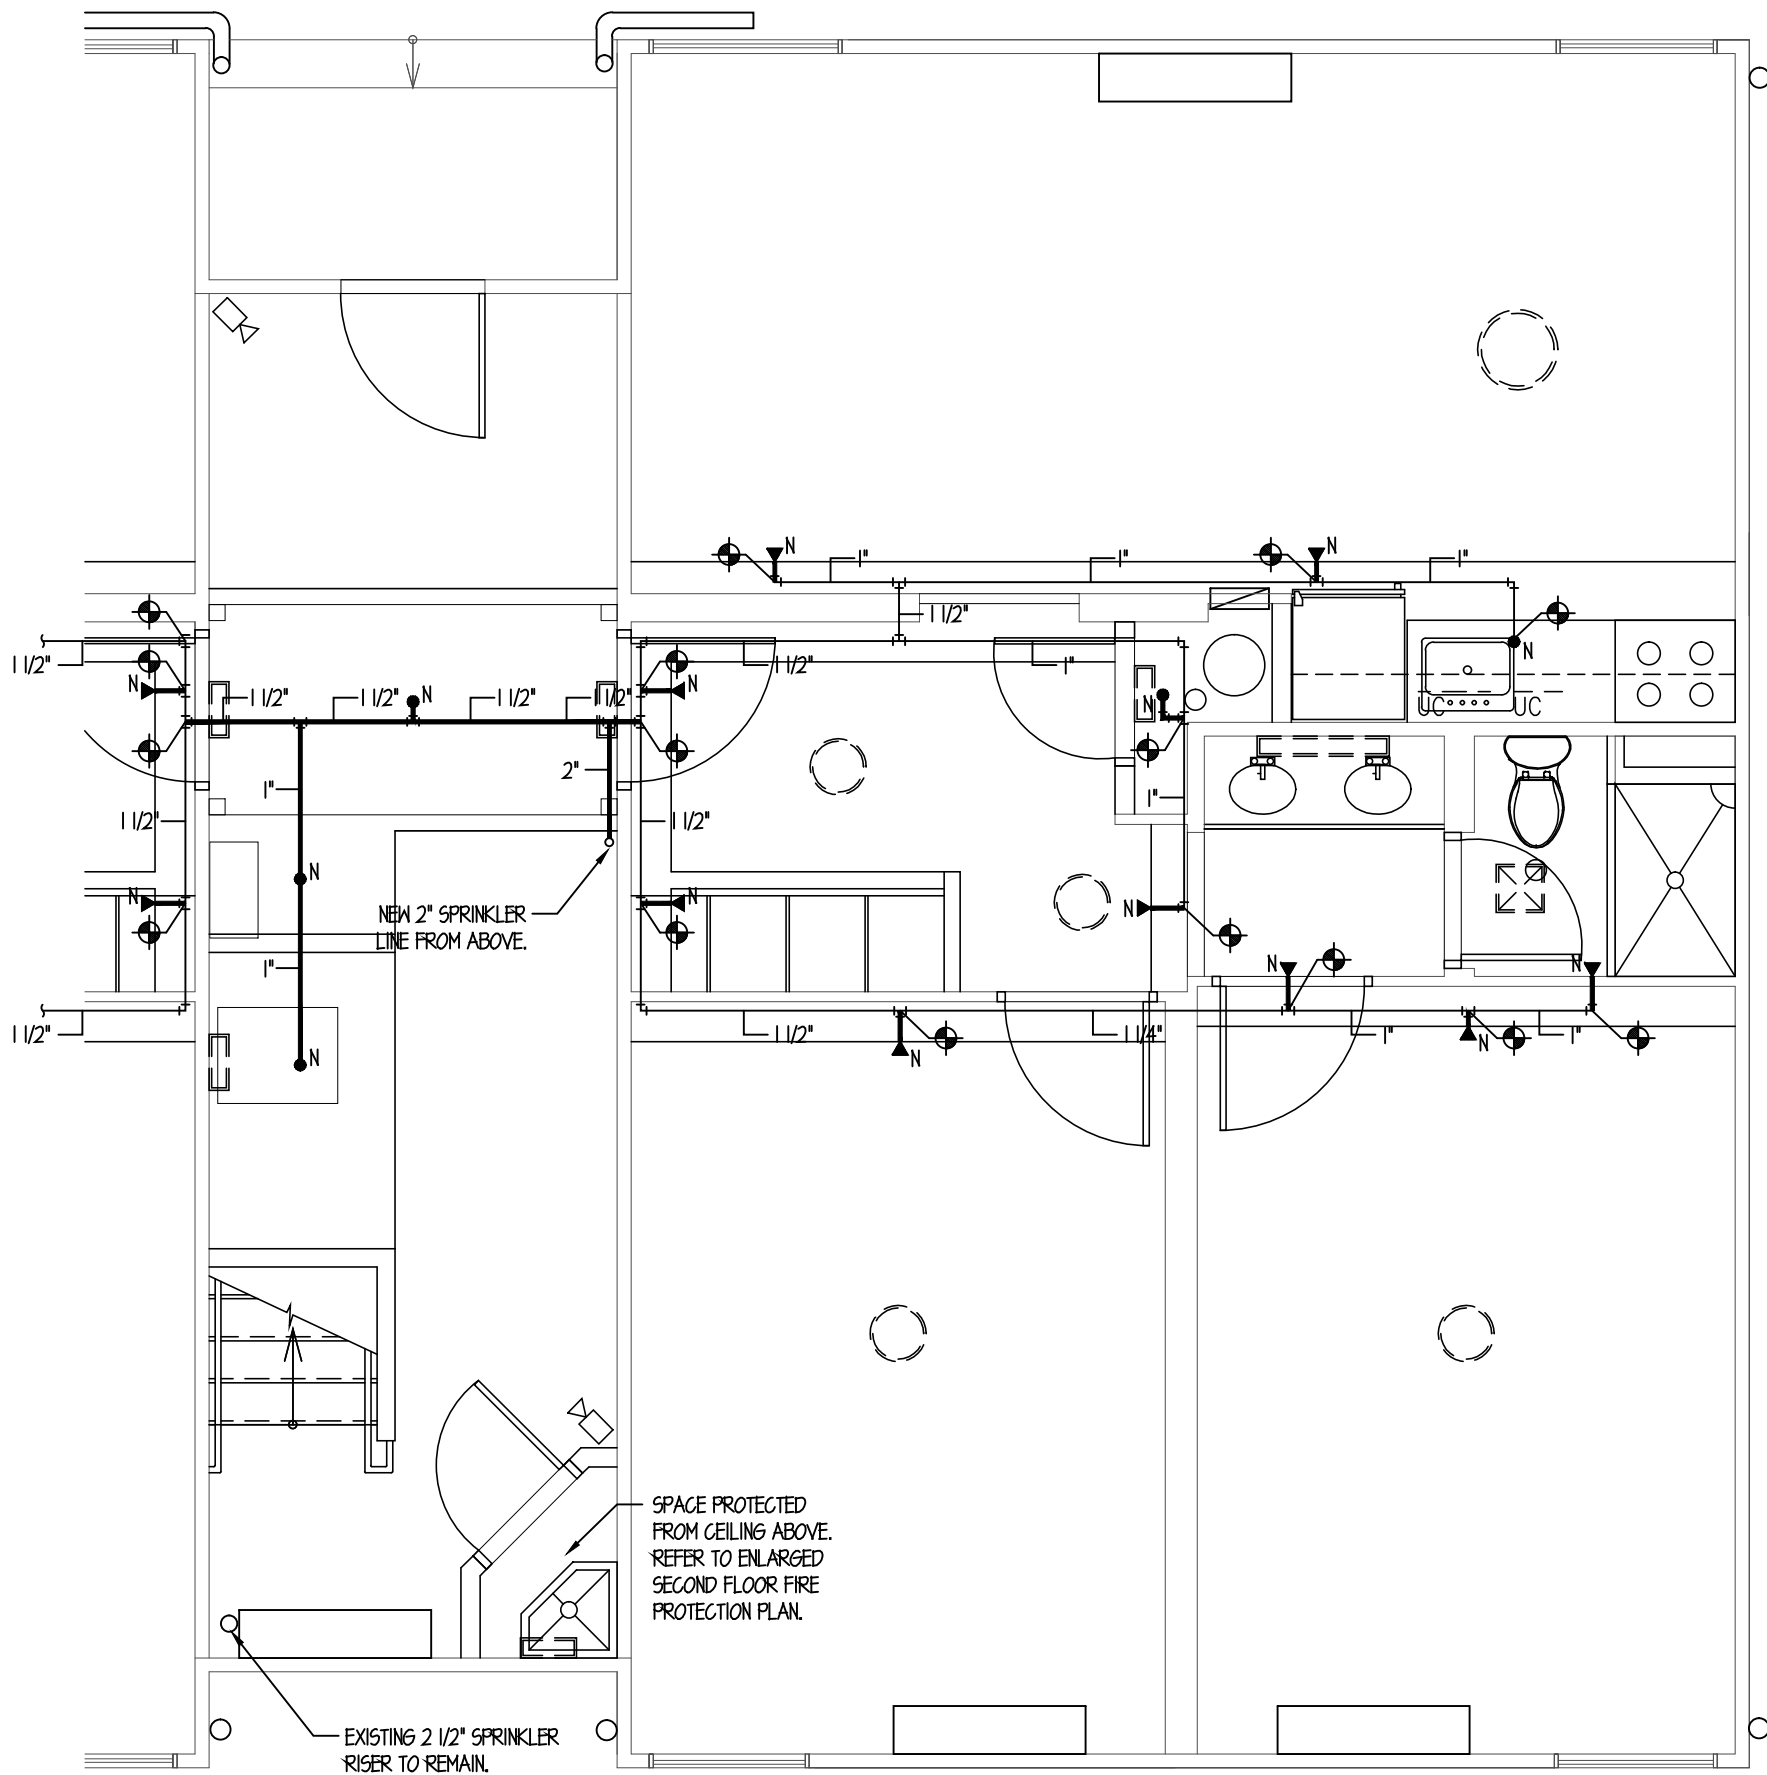 N
1"
1"
N
1"
1 1/2"
N
1 1/2"
1 1/2"
1"
N
1 1/2"
1 1/2"
N
1 1/2"
1 1/2"
N
N
UC
UC
2"
1"
1"
1 1/2"
1 1/2"
N
N
N
N
NEW 2" SPRINKLER
LINE FROM ABOVE.
1"
N
N
1 1/2"
1 1/2"
1 1/4"
1"
1"
N
N
N
SPACE PROTECTED
FROM CEILING ABOVE.
REFER TO ENLARGED
SECOND FLOOR FIRE
PROTECTION PLAN.
EXISTING 2 1/2" SPRINKLER
RISER TO REMAIN.